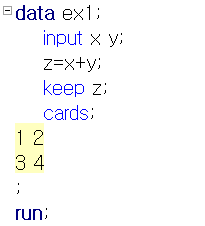 data ex1;
input x y;
z=x+y;
keep z;
cards;
1 2
3 4
;
run;